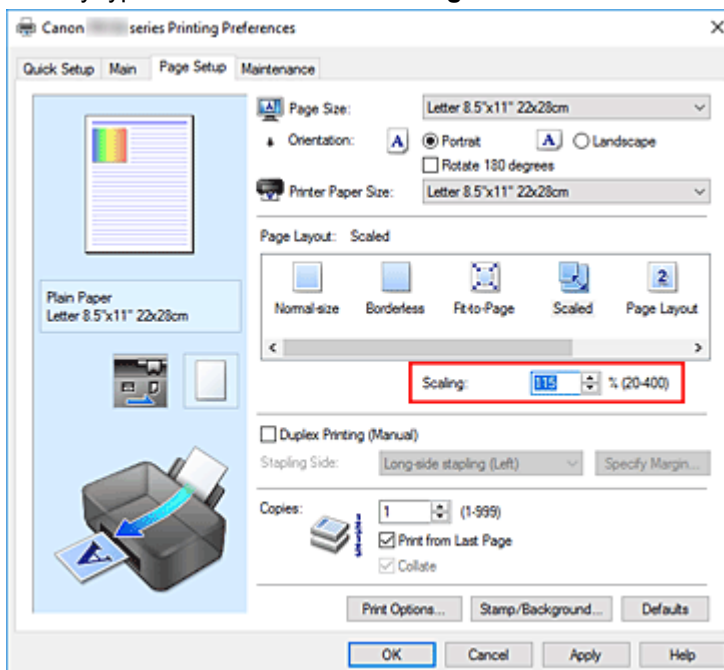 Canon series Printing Preferences
Quick Setup Main Page Setup Maintenance
Page Size: Letter 8.5"x11" 22x28cm
Orientation: A Portrait A Landscape
Rotate 180 degrees
Printer Paper Size: Letter 8.5"x11" 22x28cm
Page Layout: Scaled
Normal-size Borderless Fit-to-Page Scaled 2 Page Layout
Plain Paper
Letter 8.5"x11" 22x28cm
Scaling: 115 % (20-400)
Duplex Printing (Manual)
Stapling Side: Long-side stapling (Left) Specify Margin...
Copies: 1 (1-999)
Print from Last Page
Collate
A
Print Options... Stamp/Background... Defaults
OK Cancel Apply Help